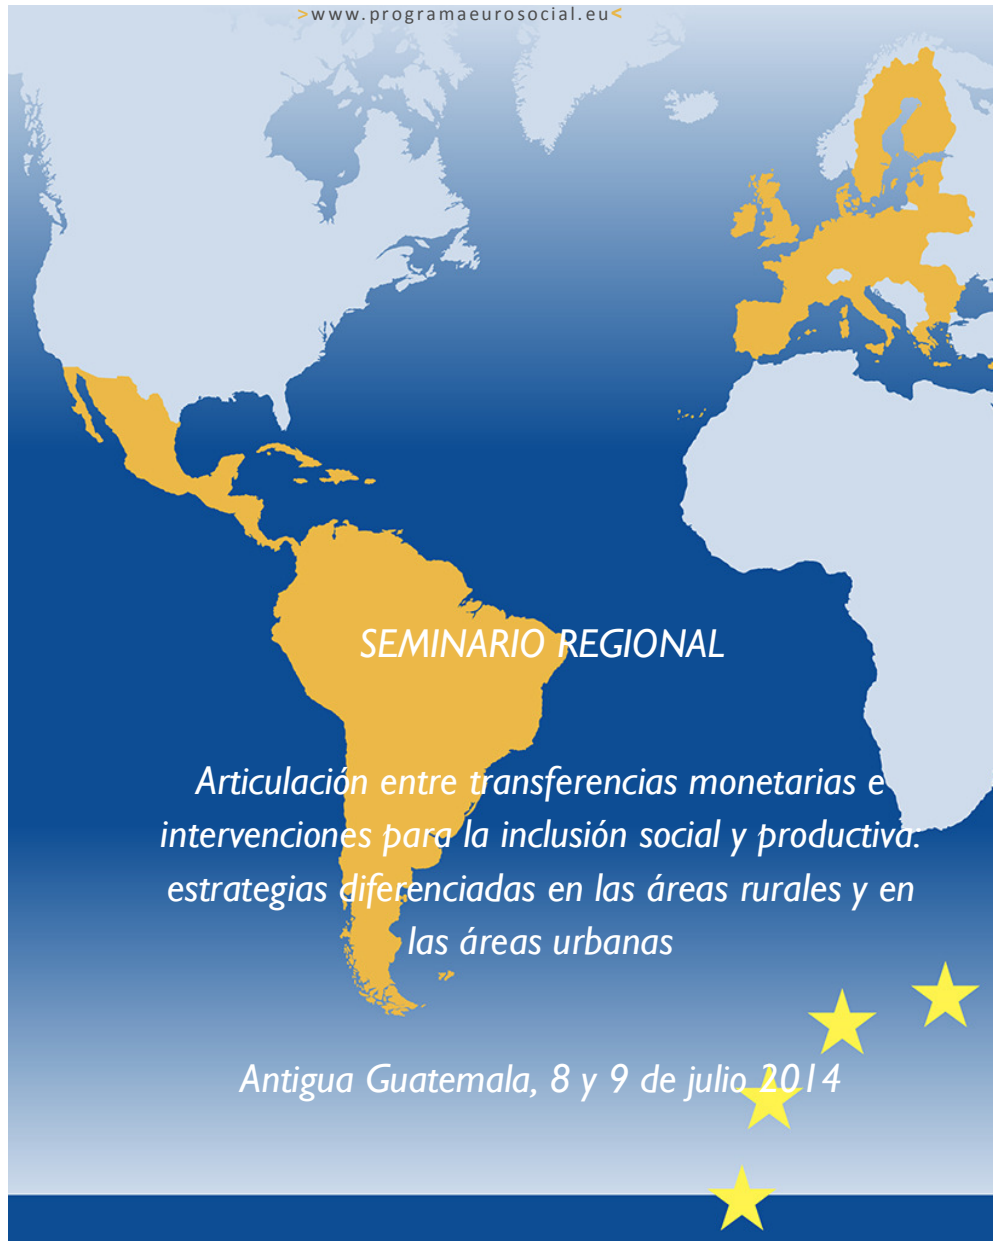 >www.programaeurosocial.eu<
SEMINARIO REGIONAL
Articulación entre transferencias monetarias e
intervenciones para la inclusión social y productiva:
estrategias diferenciadas en las áreas rurales y en
las áreas urbanas
Antigua Guatemala, 8 y 9 de julio 2014